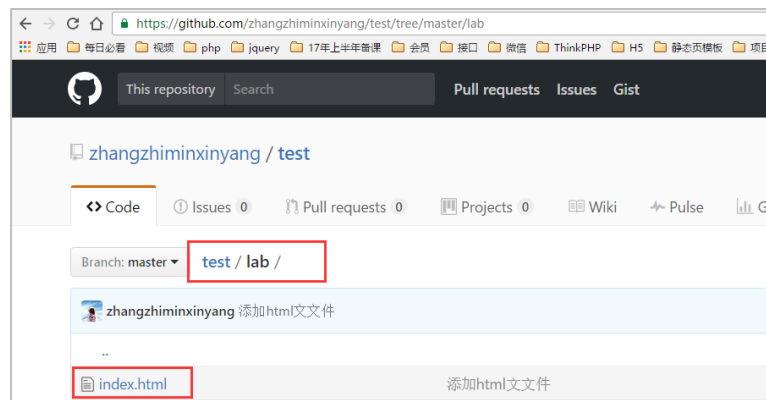 https://github.com/zhangzhiminxinyang/test/tree/master/lab
应用 每日必看 视频 php jquery 17年上半年备课 会员 接口 微信 ThinkPHP H5 静态页模板 项目
This repository Search Pull requests Issues Gist
zhangzhiminxinyang / test
Code Issues 0 Pull requests 0 Projects 0 Wiki Pulse G
Branch: master test / lab /
zhangzhiminxinyang 添加html文文件
..
index.html 添加html文文件